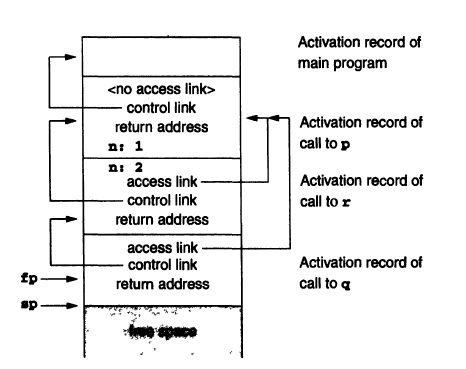 Activation record of
main program
<no access link>
control link
return address
n: 1
Activation record of
call to p
n: 2
access link
control link
return address
Activation record of
call to r
access link
control link
return address
fp
Activation record of
call to q
sp
free space